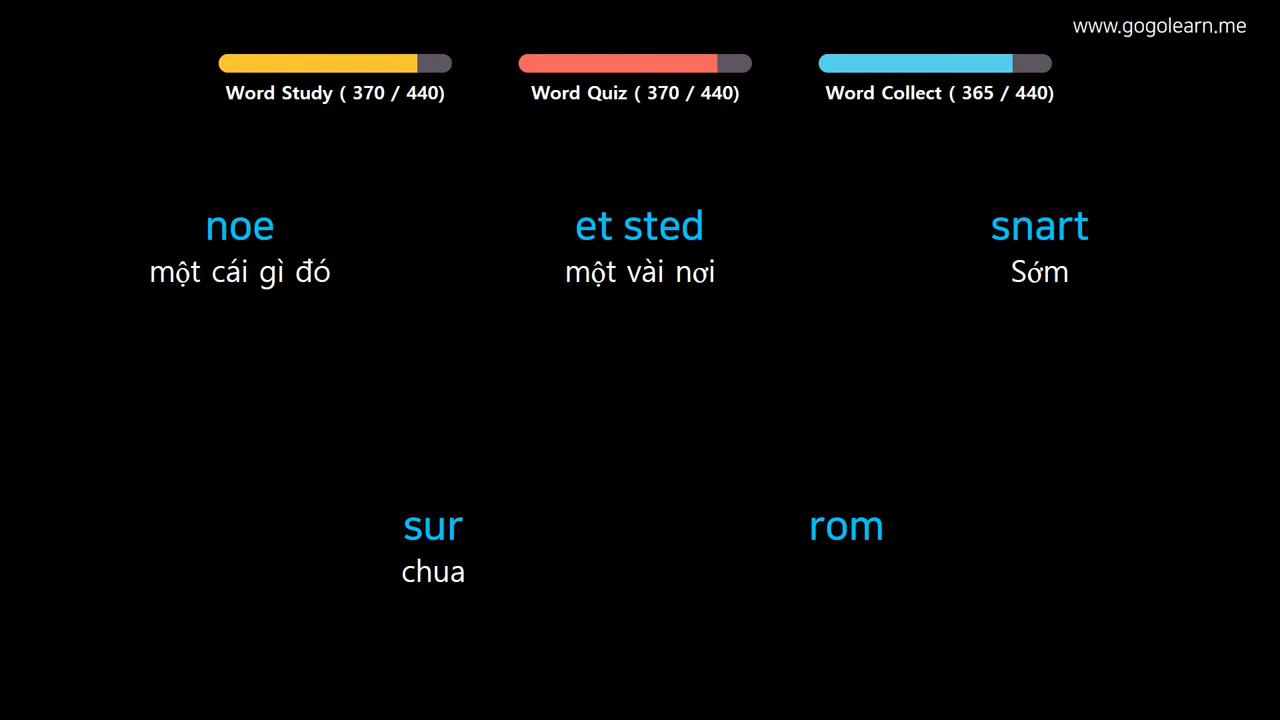 www.gogolearn.me
Word Study ( 370 / 440)
Word Quiz ( 370 / 440)
Word Collect ( 365 / 440)
noe
một cái gì đó
et sted
một vài nơi
snart
Sớm
sur
chua
rom